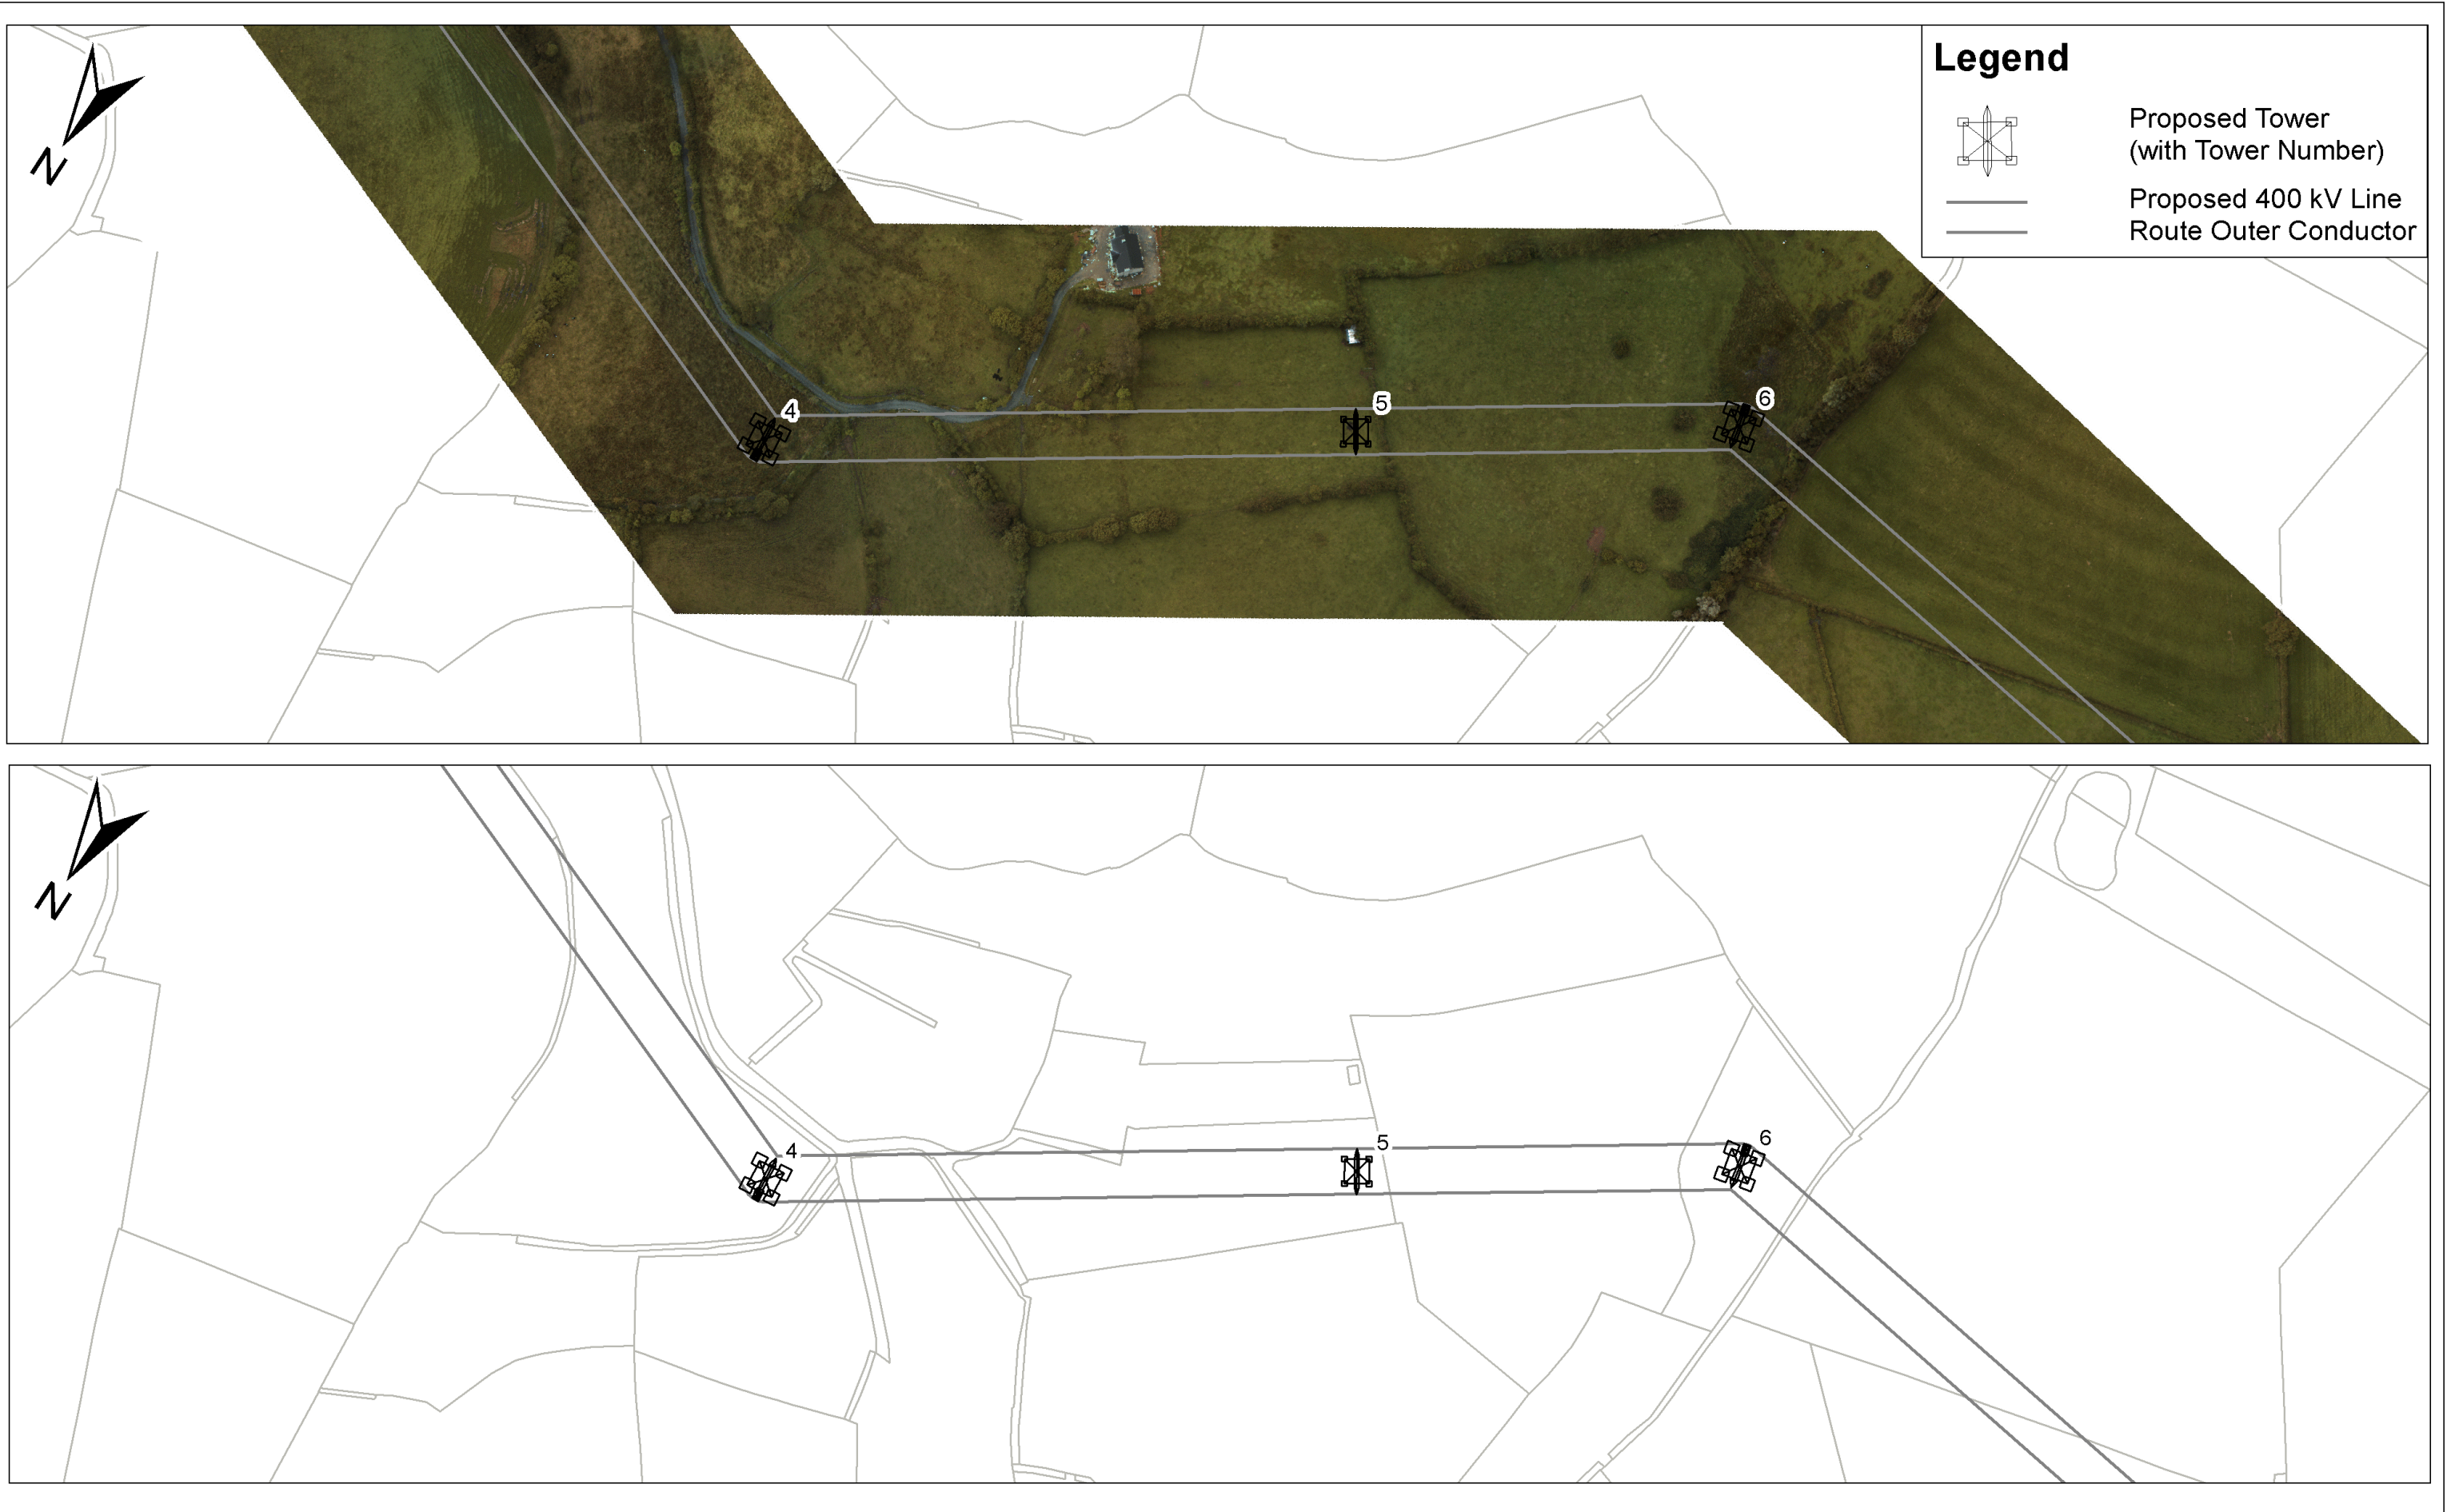 N
Legend
Proposed Tower
(with Tower Number)
Proposed 400 kV Line
Route Outer Conductor
4
5
6
N
4
5
6